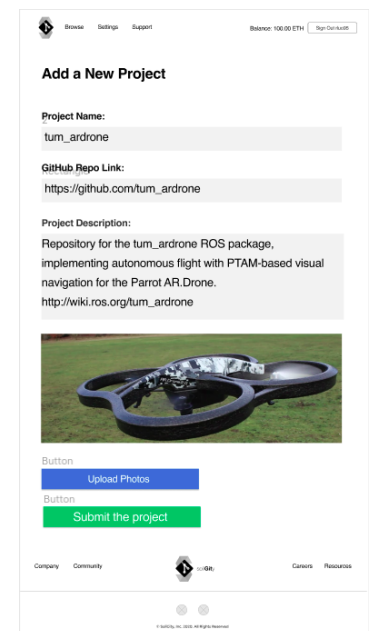 Browse Settings Support Balance: 100.00 ETH
Add a New Project
Project Name:
tum_ardrone
GitHub Repo Link:
Rectangle
https://github.com/tum_ardrone
Project Description:
Repository for the tum_ardrone ROS package,
implementing autonomous flight with PTAM-based visual
navigation for the Parrot AR.Drone.
http://wiki.ros.org/tum_ardrone
Button
Upload Photos
Button
Submit the project
Company Community Careers Resources